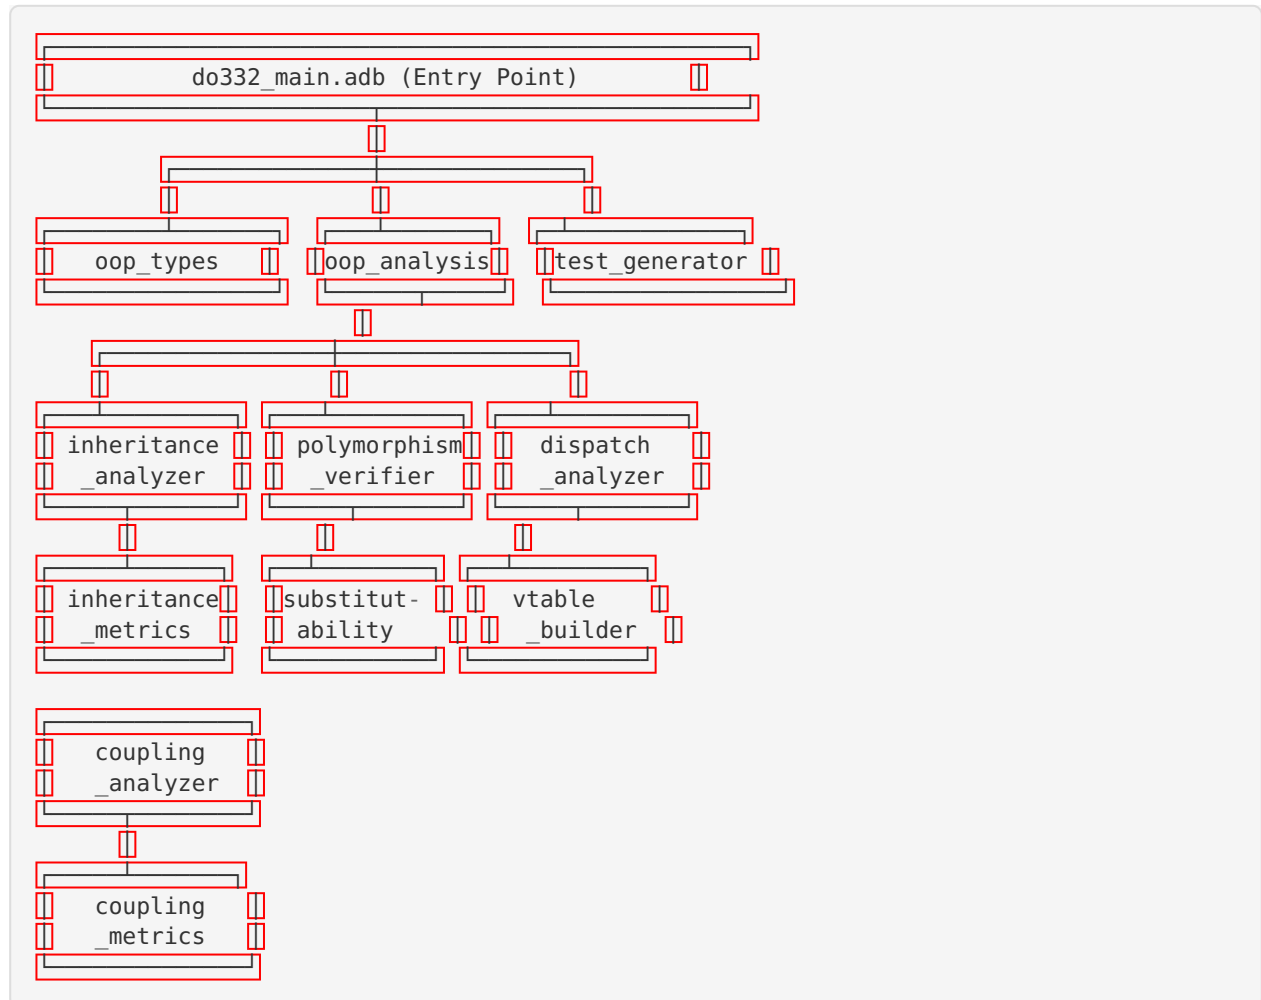 do332_main.adb (Entry Point)
oop_types oop_analysis test_generator
inheritance polymorphism dispatch
_analyzer _verifier _analyzer
inheritance substitut- vtable
_metrics ability _builder
coupling
_analyzer
coupling
_metrics